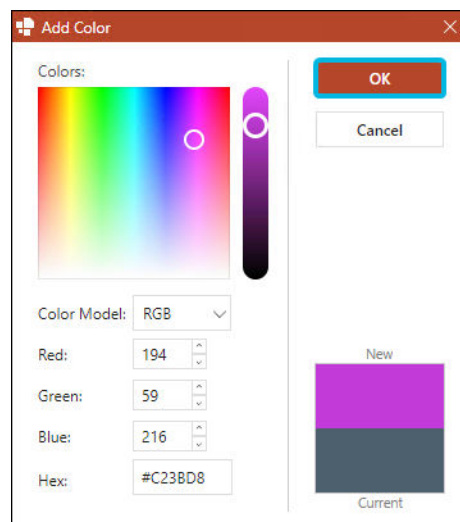 Add Color
Colors:
OK
Cancel
Color Model: RGB
Red: 194
Green: 59
Blue: 216
Hex: #C23BD8
New
Current